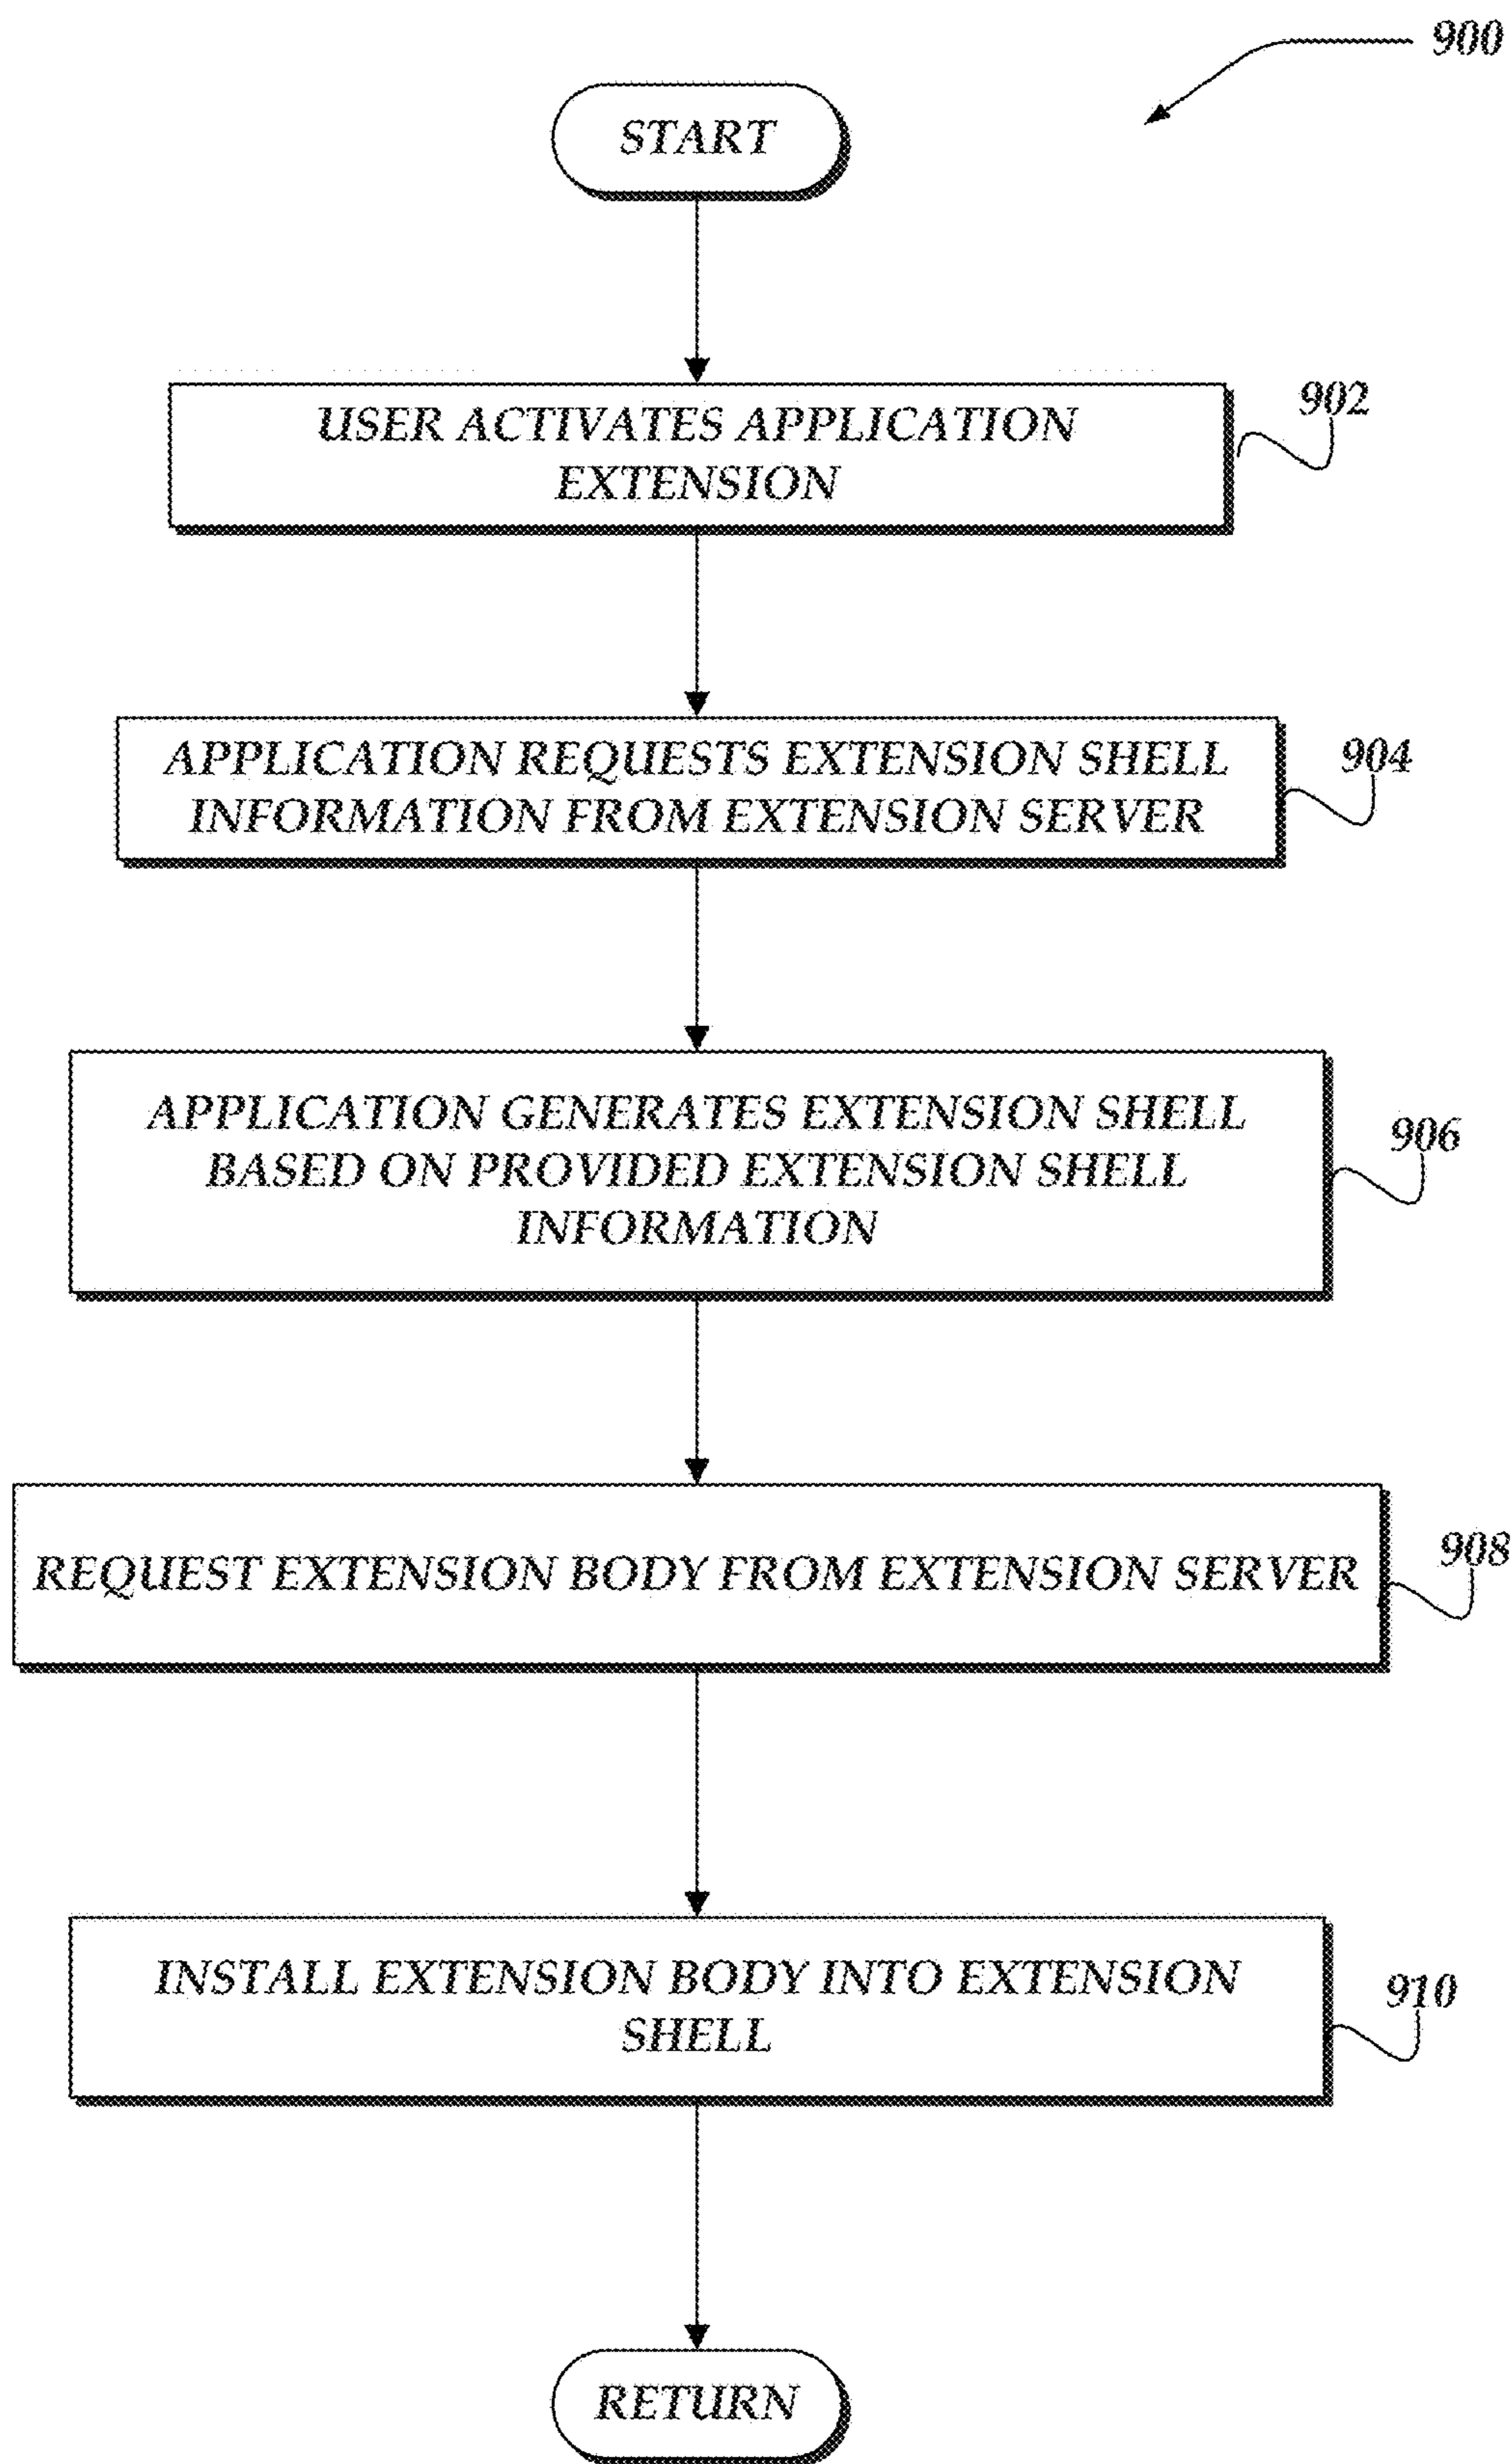 900
START
USER ACTIVATES APPLICATION
EXTENSION
902
APPLICATION REQUESTS EXTENSION SHELL
INFORMATION FROM EXTENSION SERVER
904
APPLICATION GENERATES EXTENSION SHELL
BASED ON PROVIDED EXTENSION SHELL
INFORMATION
906
REQUEST EXTENSION BODY FROM EXTENSION SERVER
908
INSTALL EXTENSION BODY INTO EXTENSION
SHELL
910
RETURN